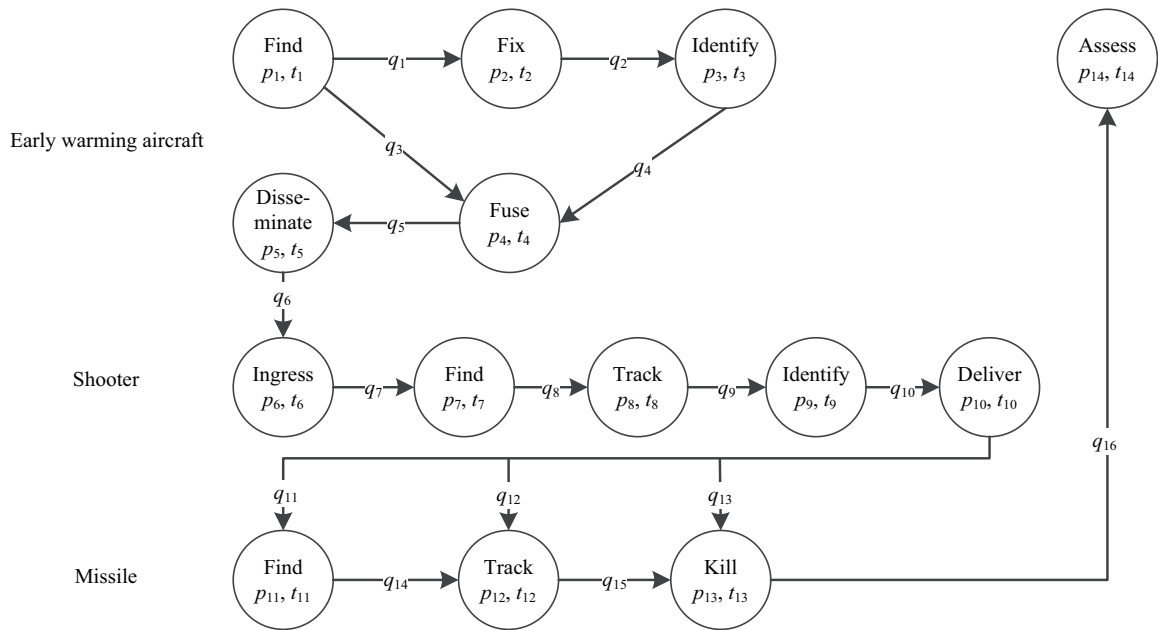 Find
p1, t1
q1
Fix
p2, t2
q2
Identify
p3, t3
Assess
p14, t14
Early warming aircraft
q3
q4
Disse-
minate
p5, t5
q5
Fuse
p4, t4
q6
Shooter
Ingress
p6, t6
q7
Find
p7, t7
q8
Track
p8, t8
q9
Identify
p9, t9
q10
Deliver
p10, t10
q16
q11
q12
q13
Missile
Find
p11, t11
q14
Track
p12, t12
q15
Kill
p13, t13